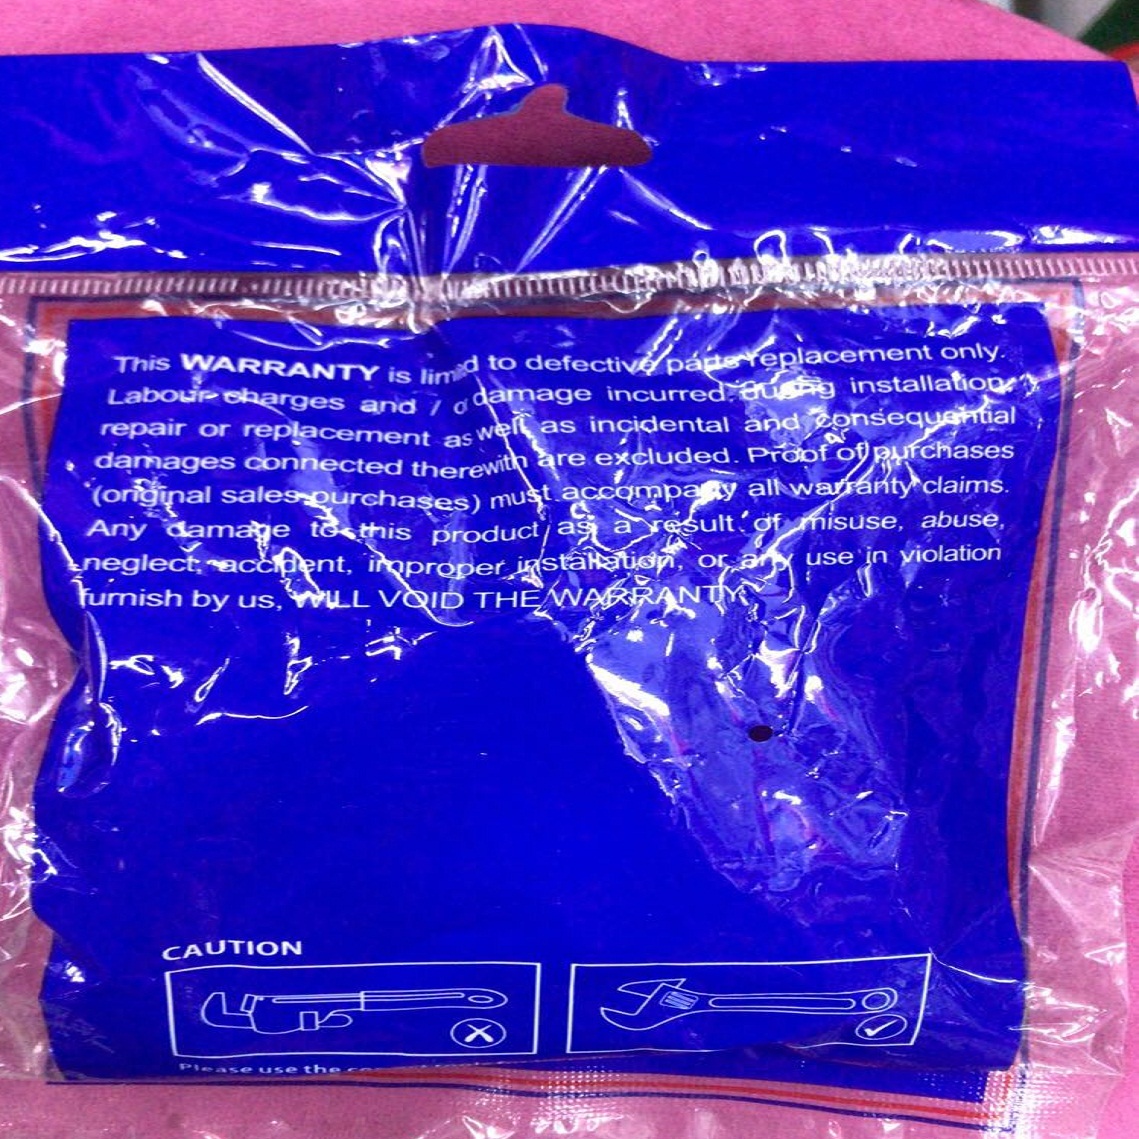 This WARRANTY is limited to defective parts replacement only.
Labour charges and / or damage incurred during installation,
repair or replacement as well as incidental and consequential
damages connected therewith are excluded. Proof of purchases
(original sales purchases) must accompany all warranty claims.
Any damage to this product as a result of misuse, abuse,
neglect, accident, improper installation, or any use in violation
furnish by us, WILL VOID THE WARRANTY.
CAUTION
Please use the